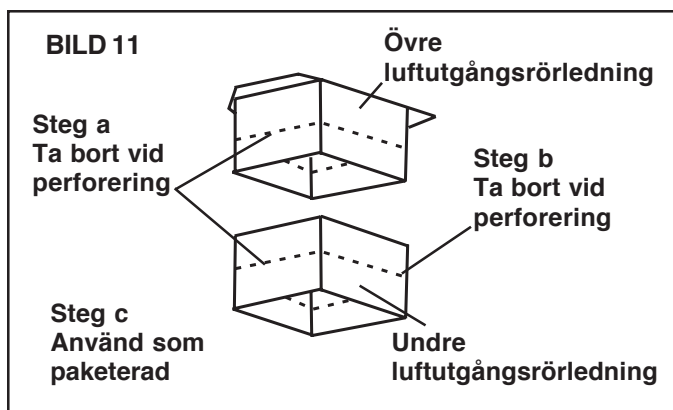 BILD 11
Övre
luftutgångsrörledning
Steg a
Ta bort vid
perforering
Steg b
Ta bort vid
perforering
Steg c
Använd som
paketerad
Undre
luftutgångsrörledning